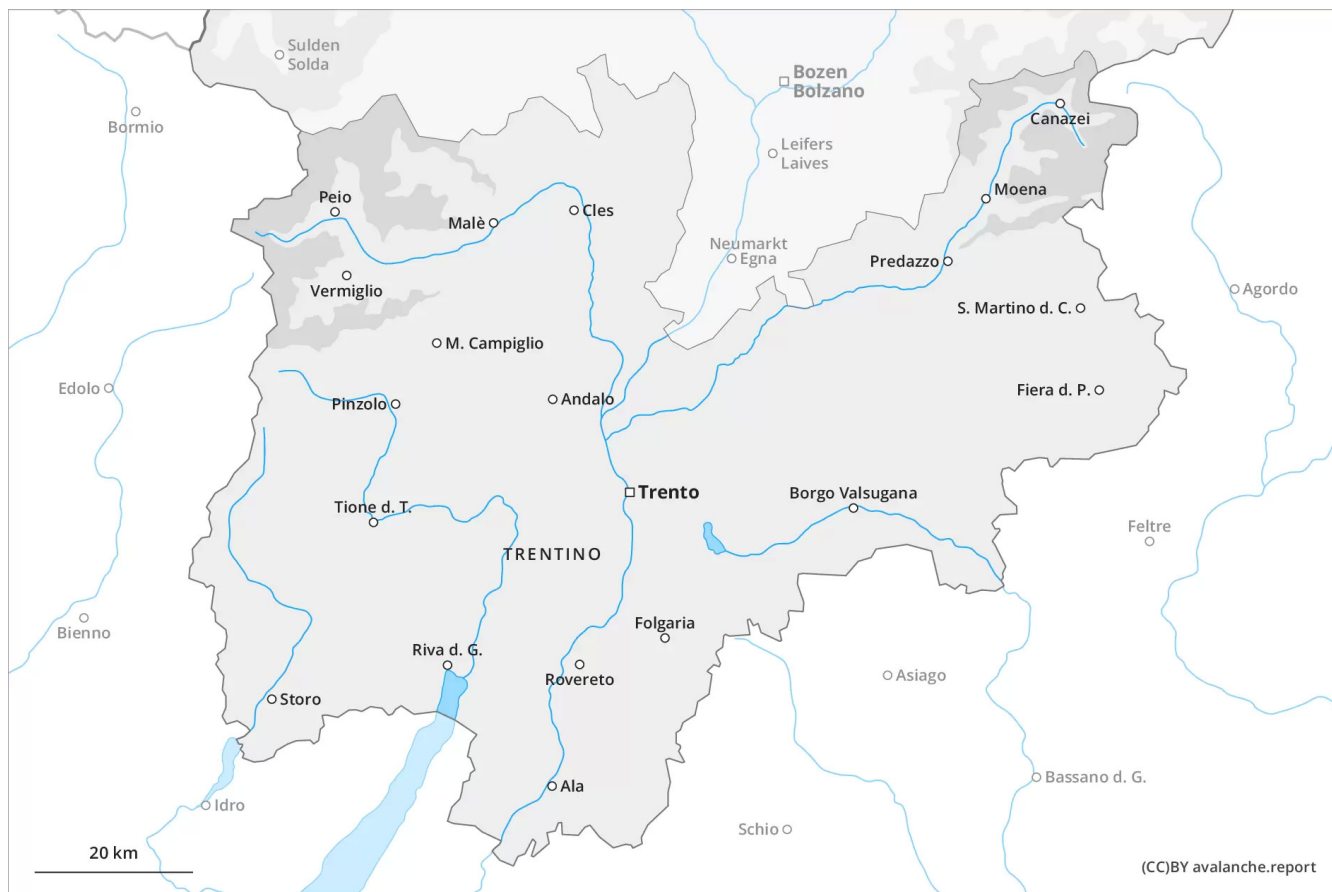 Sulden
Solda
Bozen
Bolzano
Bormio
Canazei
Leifers
Laives
Peio
Moena
Malè
Cles
Neumarkt
Egna
Predazzo
Vermiglio
Agordo
S. Martino d. C.
M. Campiglio
Edolo
Fiera d. P.
Pinzolo
Andalo
Trento
Borgo Valsugana
Tione d. T.
Feltre
TRENTINO
Bienno
Folgaria
Riva d. G.
Rovereto
Asiago
Storo
Bassano d. G.
Ala
Idro
Schio
20 km
(CC)BY avalanche.report